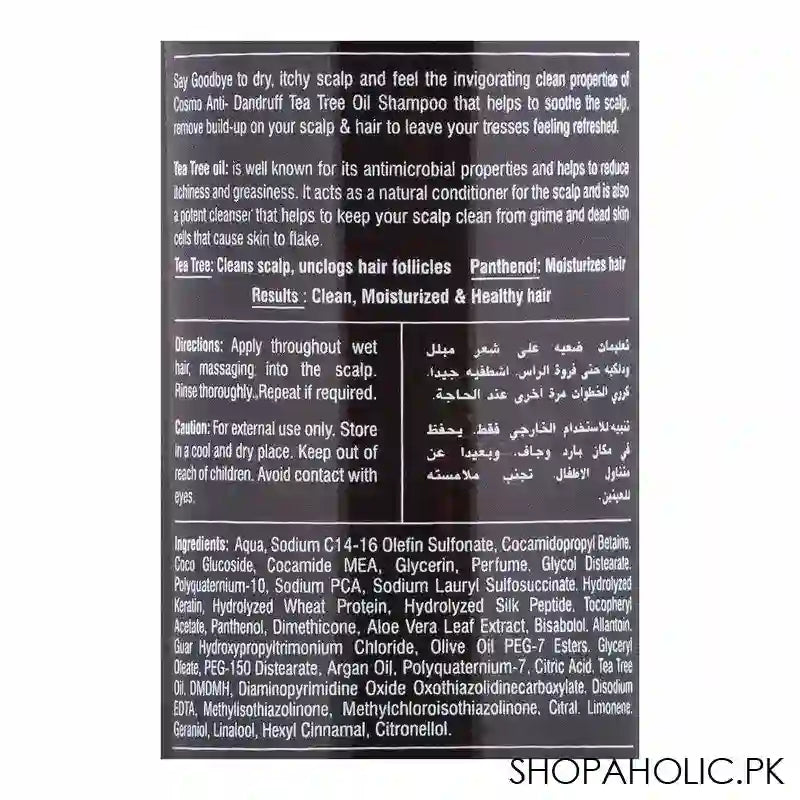 Say Goodbye to dry, itchy scalp and feel the invigorating clean properties of
Cosmo Anti- Dandruff Tea Tree Oil Shampoo that helps to soothe the scalp,
remove build-up on your scalp & hair to leave your tresses feeling refreshed.
Tea Tree oil: is well known for its antimicrobial properties and helps to reduce
itchiness and greasiness. It acts as a natural conditioner for the scalp and is also
a potent cleanser that helps to keep your scalp clean from grime and dead skin
cells that cause skin to flake.
Tea Tree: Cleans scalp, unclogs hair follicles Panthenol: Moisturizes hair
Results : Clean, Moisturized & Healthy hair
Directions: Apply throughout wet
hair, massaging into the scalp.
Rinse thoroughly., Repeat if required.
Caution: For external use only. Store
in a cool and dry place. Keep out of
reach of children. Avoid contact with
eyes.
تعليمات ضعيه على شعر مبلل
ودلكيه حتى فروة الراس. اشطفيه جيدا.
كرري الخطوات مرة أخرى عند الحاجة.
تنبيه للاستخدام الخارجي فقط. يحفظ
في مكان بارد وجاف. وبعيدا عن
متناول الاطفال. تجنب ملامسته
للعينين.
Ingredients: Aqua, Sodium C14-16 Olefin Sulfonate, Cocamidopropyl Betaine,
Coco Glucoside, Cocamide MEA, Glycerin, Perfume. Glycol Distearate.
Polyquaternium-10, Sodium PCA, Sodium Lauryl Sulfosuccinate. Hydrolyzed
Keratin, Hydrolyzed Wheat Protein, Hydrolyzed Silk Peptide. Tocopheryl
Acetate, Panthenol, Dimethicone, Aloe Vera Leaf Extract, Bisabolol. Allantoin.
Guar Hydroxypropyltrimonium Chloride, Olive Oil PEG-7 Esters. Glyceryl
Oleate, PEG-150 Distearate, Argan Oil, Polyquaternium-7, Citric Acid. Tea Tree
Oil, DMDMH, Diaminopyrimidine Oxide Oxothiazolidinecarboxylate. Disodium
EDTA, Methylisothiazolinone, Methylchloroisothiazolinone, Citral. Limonene.
Geraniol, Linalool, Hexyl Cinnamal, Citronellol.
SHOPAHOLIC.PK